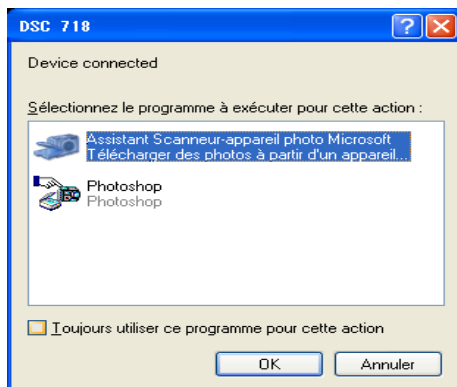 DSC 718
Device connected
Sélectionnez le programme à exécuter pour cette action :
Assistant Scanneur-appareil photo Microsoft
Télécharger des photos à partir d'un appareil...
Photoshop
Photoshop
Toujours utiliser ce programme pour cette action
OK
Annuler